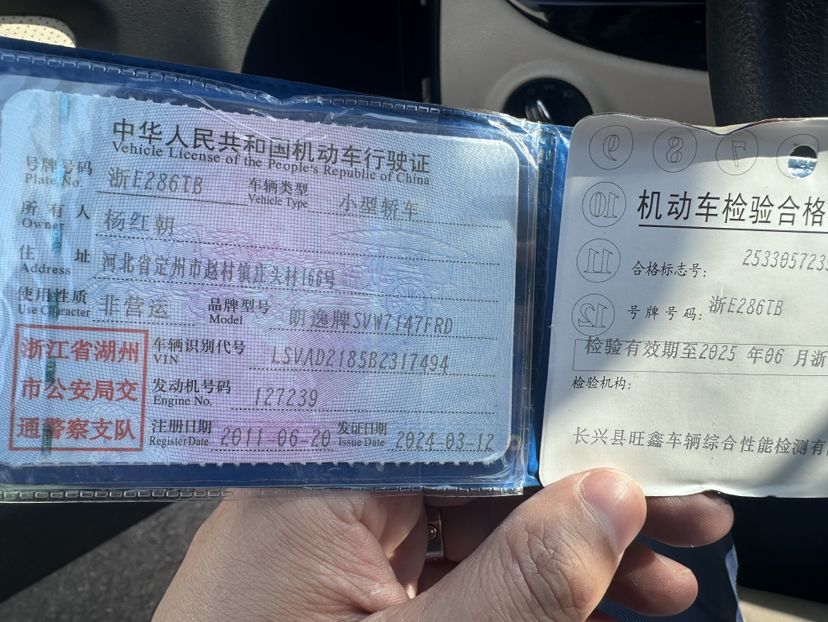 中华人民共和国机动车行驶证
Vehicle License of the People's Republic of China
号牌号码 浙E286TB 车辆类型 小型轿车
Plate No. Vehicle Type
所有人 杨红朝
Owner
住址 河北省定州市赵村镇庄头村166号
Address
使用性质 非营运 品牌型号 朗逸牌SVW7147FRD
Use Character Model
浙江省湖州
市公安局交
通警察支队
车辆识别代号 LSVAD2185B2317494
VIN
发动机号码 127239
Engine No.
注册日期 2011-06-20 发证日期 2024-03-12
Register Date Issue Date
9 8 7
10
11
12
机动车检验合格
合格标志号: 253305723
号牌号码: 浙E286TB
检验有效期至2025 年06 月浙
检验机构:
长兴县旺鑫车辆综合性能检测有